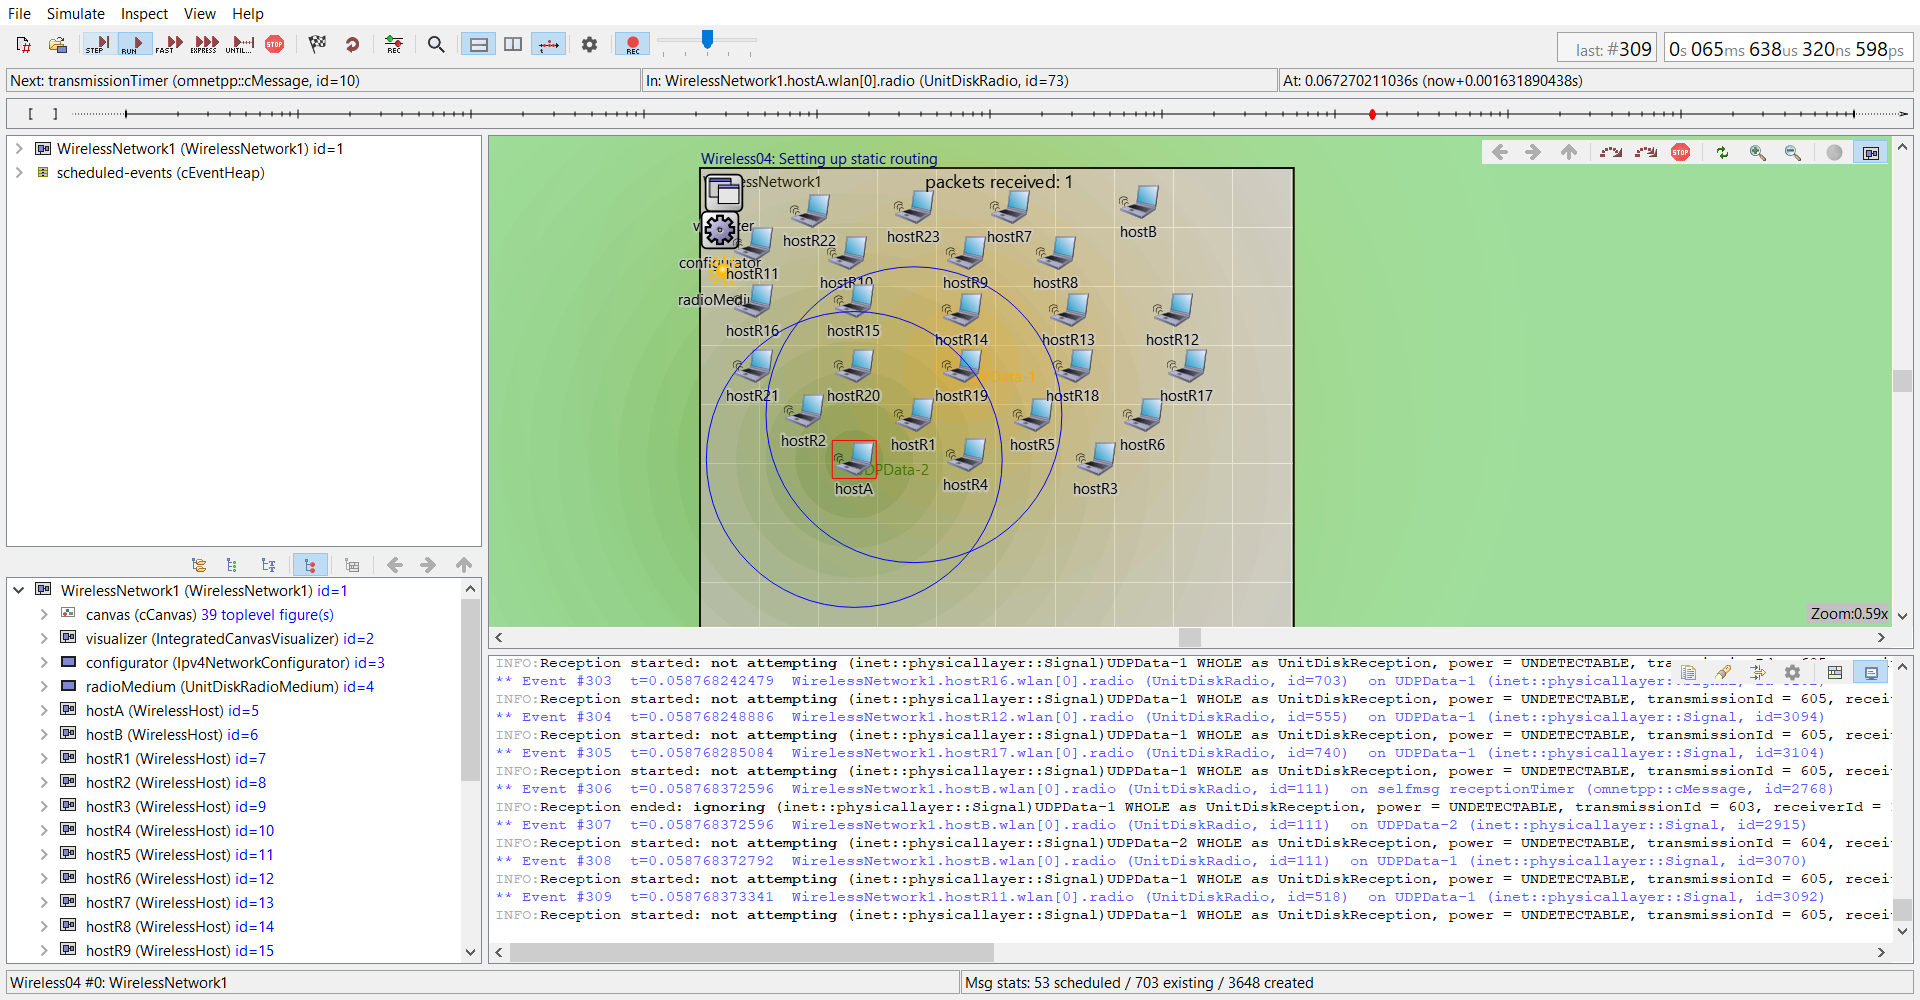 File Simulate Inspect View Help
STEP RUN FAST EXPRESS UNTIL... STOP REC REC
last: #309 0s 065ms 638us 320ns 598ps
Next: transmissionTimer (omnetpp::cMessage, id=10) In: WirelessNetwork1.hostA.wlan[0].radio (UnitDiskRadio, id=73) At: 0.067270211036s (now+0.001631890438s)
[ ]
WirelessNetwork1 (WirelessNetwork1) id=1
scheduled-events (cEventHeap)
Wireless04: Setting up static routing
STOP
packets received: 1
hostR22 hostR23 hostR7 hostB
configurator hostR11 hostR10 hostR9 hostR8
hostR16 hostR15 hostR14 hostR13 hostR12
hostR21 hostR20 hostR19 hostR18 hostR17
hostR2 hostR1 hostR5 hostR6
hostA hostR4 hostR3
Zoom:0.59x
WirelessNetwork1 (WirelessNetwork1) id=1
canvas (cCanvas) 39 toplevel figure(s)
visualizer (IntegratedCanvasVisualizer) id=2
configurator (Ipv4NetworkConfigurator) id=3
radioMedium (UnitDiskRadioMedium) id=4
hostA (WirelessHost) id=5
hostB (WirelessHost) id=6
hostR1 (WirelessHost) id=7
hostR2 (WirelessHost) id=8
hostR3 (WirelessHost) id=9
hostR4 (WirelessHost) id=10
hostR5 (WirelessHost) id=11
hostR6 (WirelessHost) id=12
hostR7 (WirelessHost) id=13
hostR8 (WirelessHost) id=14
hostR9 (WirelessHost) id=15
INFO:Reception started: not attempting (inet::physicallayer::Signal)UDPData-1 WHOLE as UnitDiskReception, power = UNDETECTABLE, transmissionId = 605, recei
** Event #303 t=0.058768242479 WirelessNetwork1.hostR16.wlan[0].radio (UnitDiskRadio, id=703) on UDPData-1 (inet::physicallayer::Signal,
INFO:Reception started: not attempting (inet::physicallayer::Signal)UDPData-1 WHOLE as UnitDiskReception, power = UNDETECTABLE, transmissionId = 605, recei
** Event #304 t=0.058768248886 WirelessNetwork1.hostR12.wlan[0].radio (UnitDiskRadio, id=555) on UDPData-1 (inet::physicallayer::Signal, id=3094)
INFO:Reception started: not attempting (inet::physicallayer::Signal)UDPData-1 WHOLE as UnitDiskReception, power = UNDETECTABLE, transmissionId = 605, recei
** Event #305 t=0.058768285084 WirelessNetwork1.hostR17.wlan[0].radio (UnitDiskRadio, id=740) on UDPData-1 (inet::physicallayer::Signal, id=3104)
INFO:Reception started: not attempting (inet::physicallayer::Signal)UDPData-1 WHOLE as UnitDiskReception, power = UNDETECTABLE, transmissionId = 605, recei
** Event #306 t=0.058768372596 WirelessNetwork1.hostB.wlan[0].radio (UnitDiskRadio, id=111) on selfmsg receptionTimer (omnetpp::cMessage, id=2768)
INFO:Reception ended: ignoring (inet::physicallayer::Signal)UDPData-1 WHOLE as UnitDiskReception, power = UNDETECTABLE, transmissionId = 603, receiverId =
** Event #307 t=0.058768372596 WirelessNetwork1.hostB.wlan[0].radio (UnitDiskRadio, id=111) on UDPData-2 (inet::physicallayer::Signal, id=2915)
INFO:Reception started: not attempting (inet::physicallayer::Signal)UDPData-2 WHOLE as UnitDiskReception, power = UNDETECTABLE, transmissionId = 604, recei
** Event #308 t=0.058768372792 WirelessNetwork1.hostB.wlan[0].radio (UnitDiskRadio, id=111) on UDPData-1 (inet::physicallayer::Signal, id=3070)
INFO:Reception started: not attempting (inet::physicallayer::Signal)UDPData-1 WHOLE as UnitDiskReception, power = UNDETECTABLE, transmissionId = 605, recei
** Event #309 t=0.058768373341 WirelessNetwork1.hostR11.wlan[0].radio (UnitDiskRadio, id=518) on UDPData-1 (inet::physicallayer::Signal, id=3092)
INFO:Reception started: not attempting (inet::physicallayer::Signal)UDPData-1 WHOLE as UnitDiskReception, power = UNDETECTABLE, transmissionId = 605, recei
Wireless04 #0: WirelessNetwork1 Msg stats: 53 scheduled / 703 existing / 3648 created